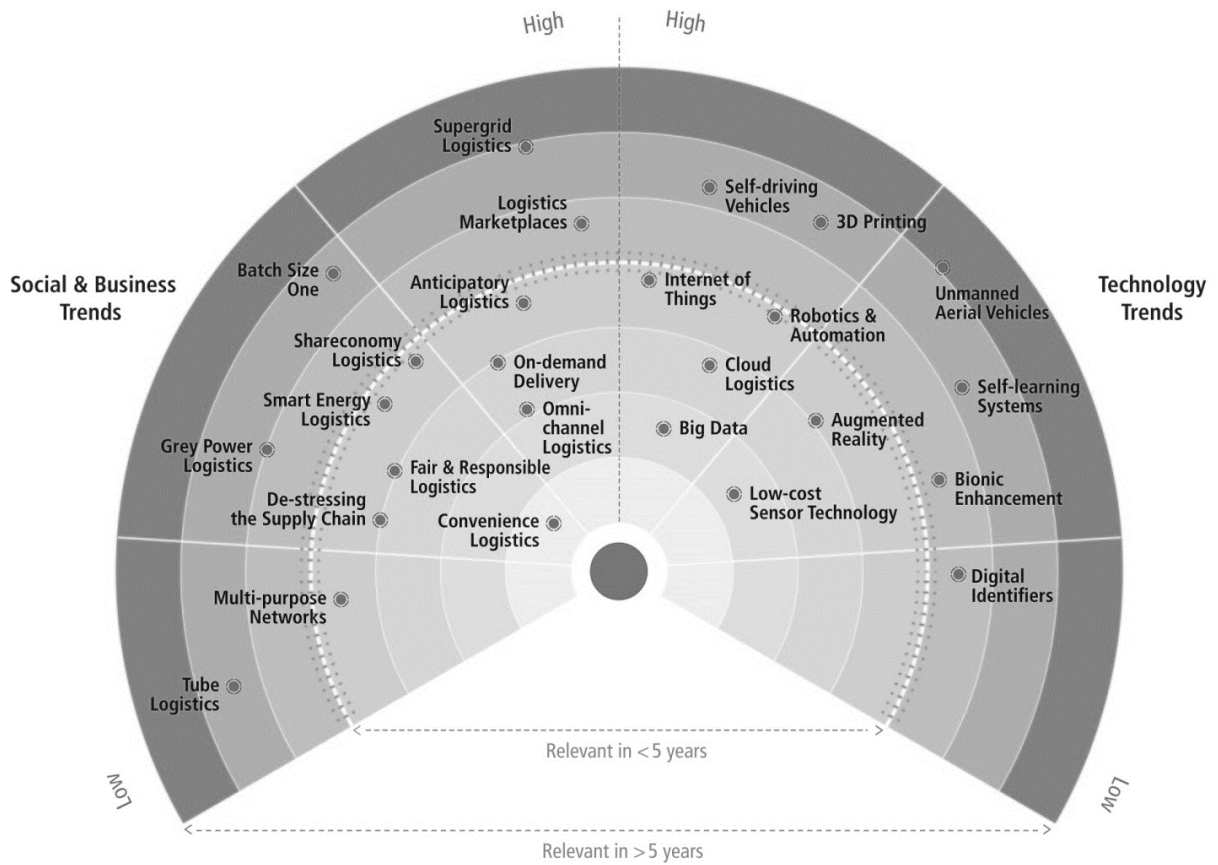 High
High
Supergrid
Logistics
Self-driving
Vehicles
Logistics
Marketplaces
3D Printing
Batch Size
One
Social & Business
Trends
Anticipatory
Logistics
Internet of
Things
Technology
Trends
Unmanned
Aerial Vehicles
Shareconomy
Logistics
Robotics &
Automation
On-demand
Delivery
Cloud
Logistics
Self-learning
Systems
Smart Energy
Logistics
Omni-
channel
Logistics
Big Data
Augmented
Reality
Grey Power
Logistics
Fair & Responsible
Logistics
Bionic
Enhancement
De-stressing
the Supply Chain
Low-cost
Sensor Technology
Convenience
Logistics
Digital
Identifiers
Multi-purpose
Networks
Tube
Logistics
Relevant in < 5 years
Low
Low
Relevant in > 5 years